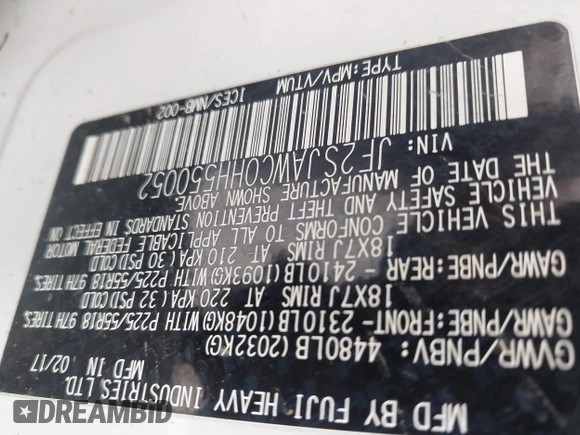 MFD BY FUJI HEAVY INDUSTRIES LTD.
MFD IN 02/17
GVWR/PNBV: 4480LB (2032KG)
GAWR/PNBE:FRONT- 2310LB (1048KG)WITH P225/55R18 97H TIRES,
18X7J RIMS AT 220 KPA( 32 PSI)COLD
GAWR/PNBE:REAR - 2410LB (1093KG)WITH P225/55R18 97H TIRES,
18X7J RIMS AT 210 KPA( 30 PSI)COLD
THIS VEHICLE CONFORMS TO ALL APPLICABLE FEDERAL MOTOR
VEHICLE SAFETY AND THEFT PREVENTION STANDARDS IN EFFECT ON
THE DATE OF MANUFACTURE SHOWN ABOVE.
VIN: JF2SJAWC0HH550052
TYPE:MPV/VTUM
ICES/NMB-002
DREAMBID